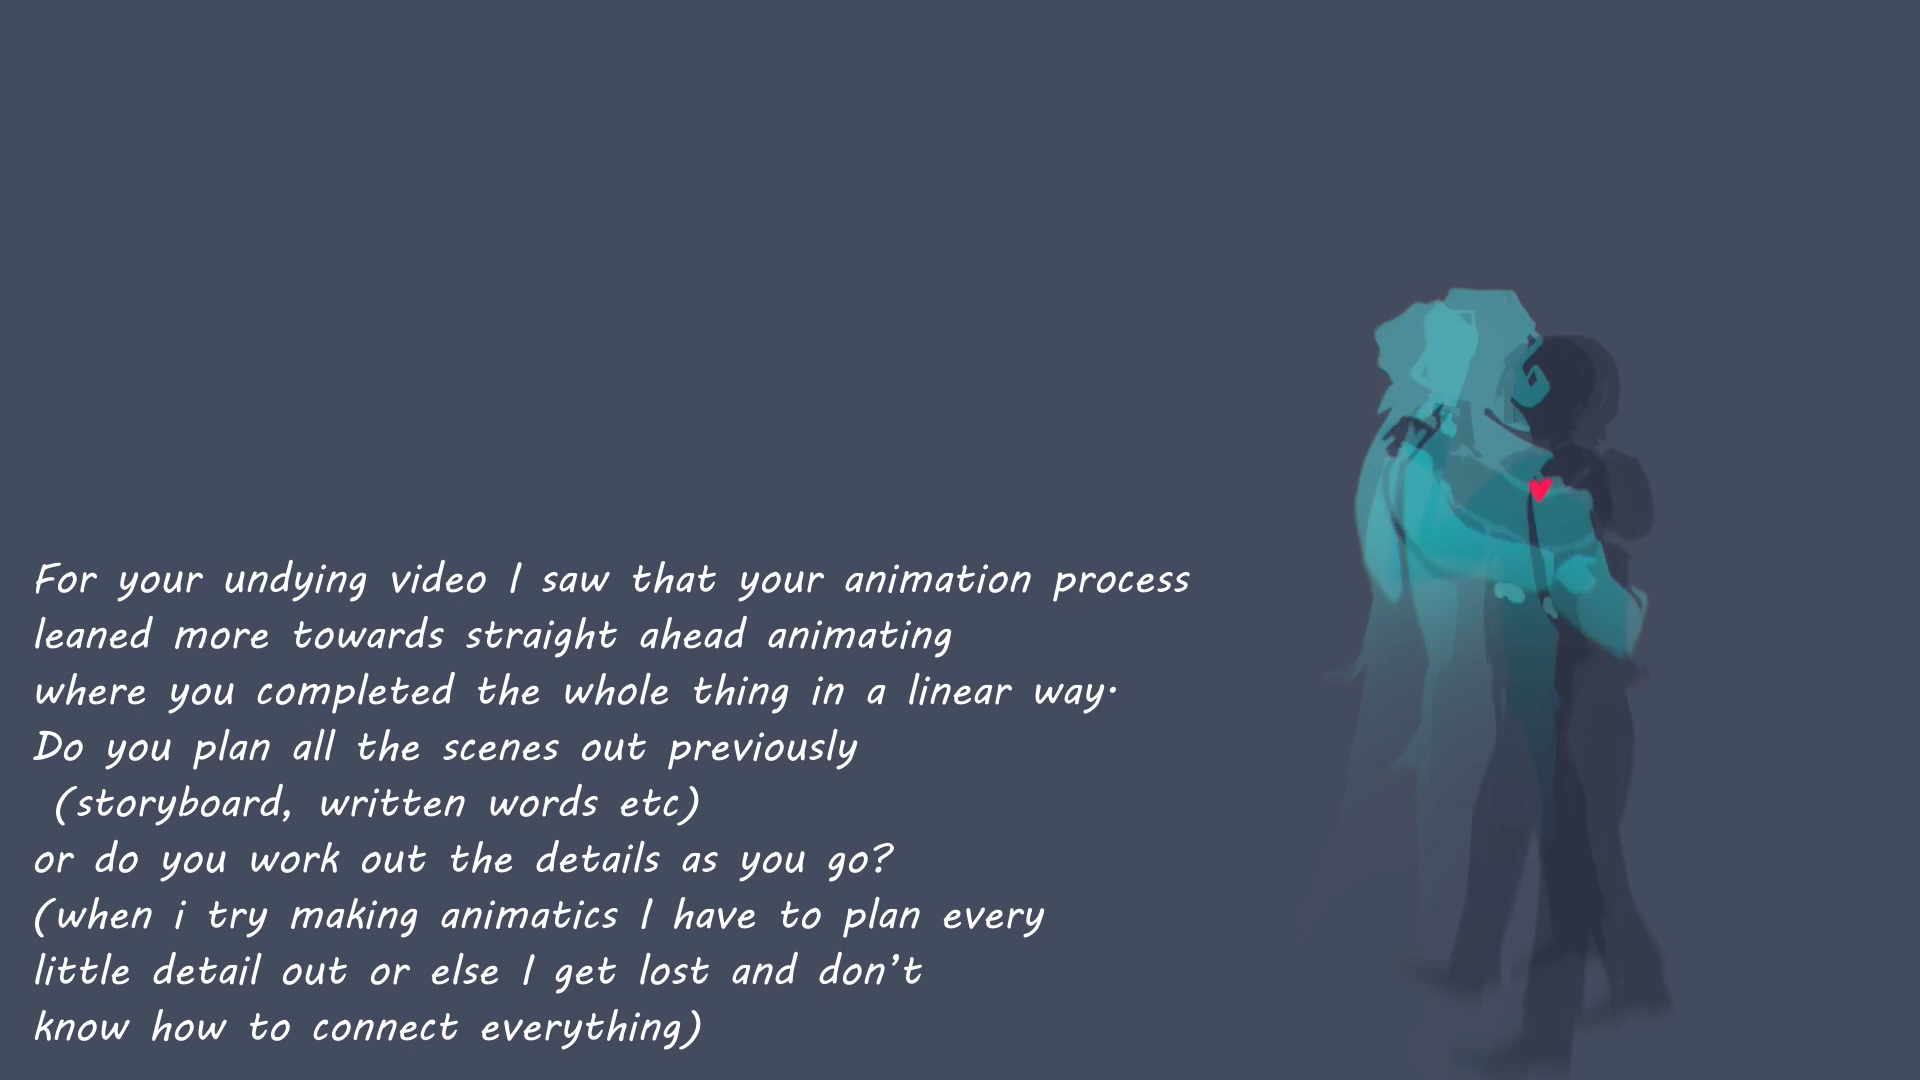 For your undying video I saw that your animation process
leaned more towards straight ahead animating
where you completed the whole thing in a linear way.
Do you plan all the scenes out previously
(storyboard, written words etc)
or do you work out the details as you go?
(when i try making animatics I have to plan every
little detail out or else I get lost and don't
know how to connect everything)